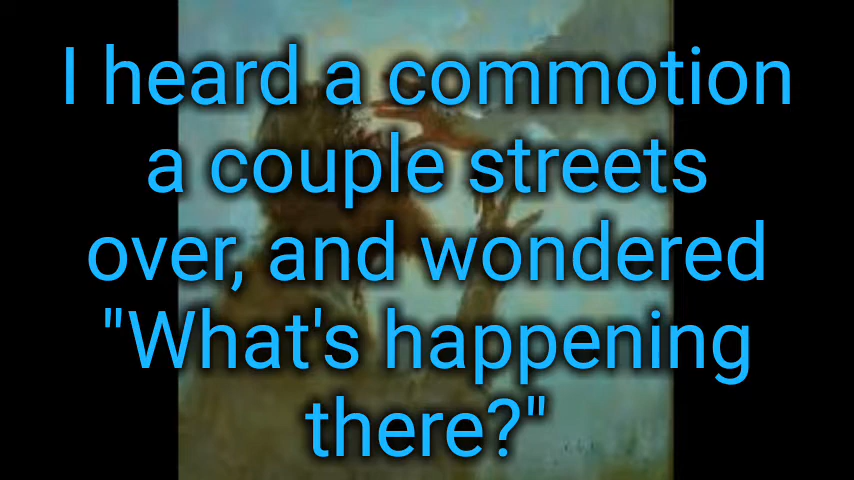 I heard a commotion
a couple streets
over, and wondered
"What's happening
there?"